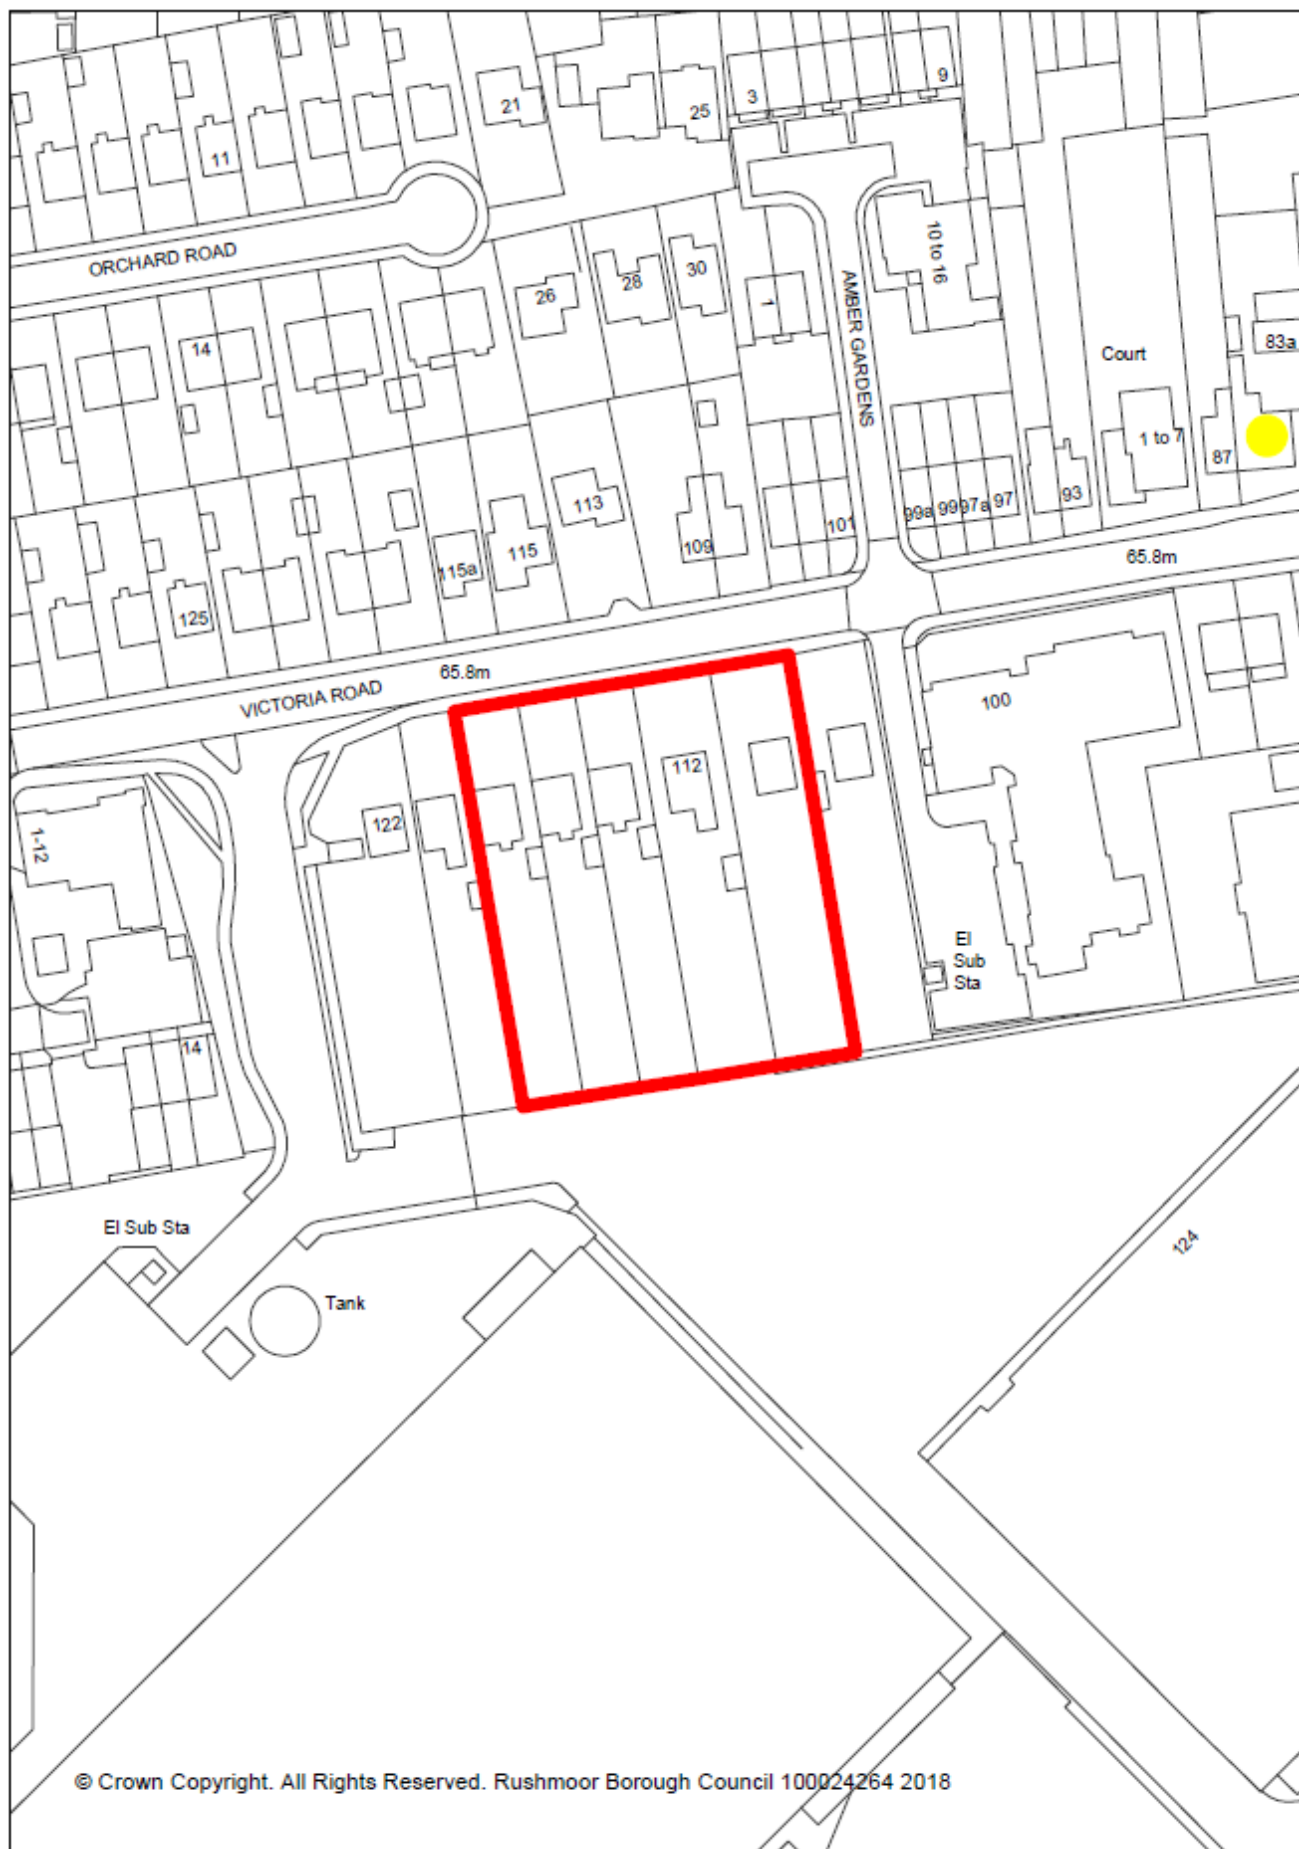 9
3
21
25
11
10 to 16
ORCHARD ROAD
30
28
26
1
AMBER GARDENS
83a
14
Court
1 to 7
87
113
93
99a 99 97a 97
101
109
115
115a
65.8m
125
65.8m
VICTORIA ROAD
100
112
122
1-12
El
Sub
Sta
14
El Sub Sta
124
Tank
© Crown Copyright. All Rights Reserved. Rushmoor Borough Council 100024264 2018